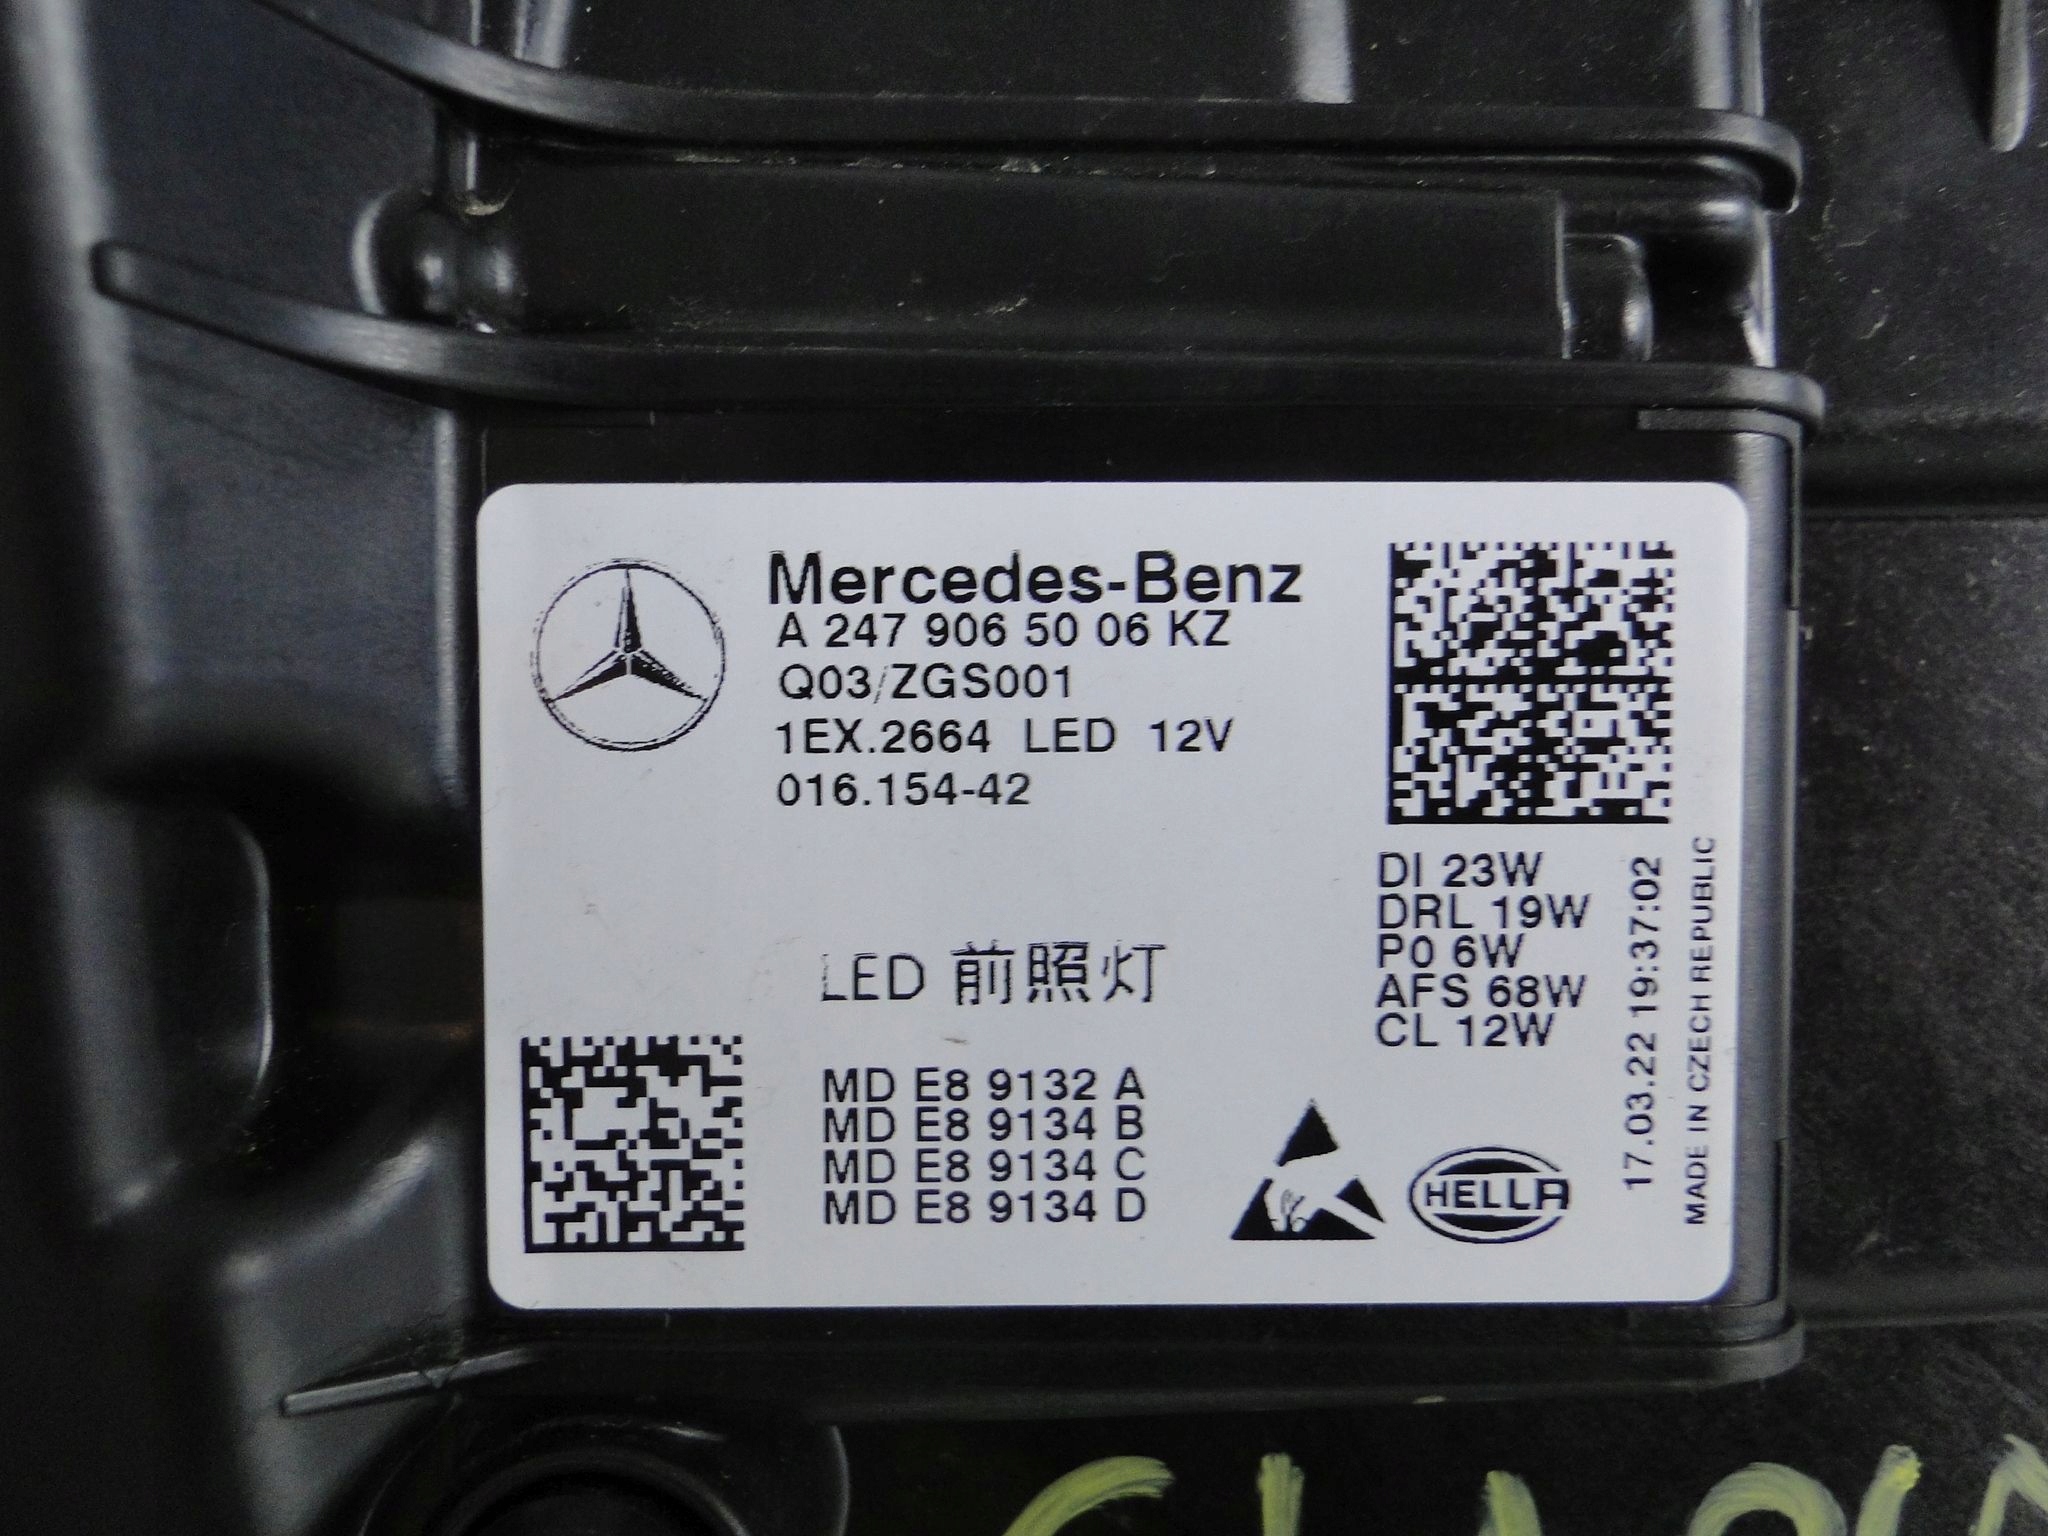 Mercedes-Benz
A 247 906 50 06 KZ
Q03/ZGS001
1EX.2664 LED 12V
016.154-42
DI 23W
DRL 19W
PO 6W
AFS 68W
CL 12W
LED 前照灯
MD E8 9132 A
MD E8 9134 B
MD E8 9134 C
MD E8 9134 D
HELLA
17.03.22 19:37:02
MADE IN CZECH REPUBLIC